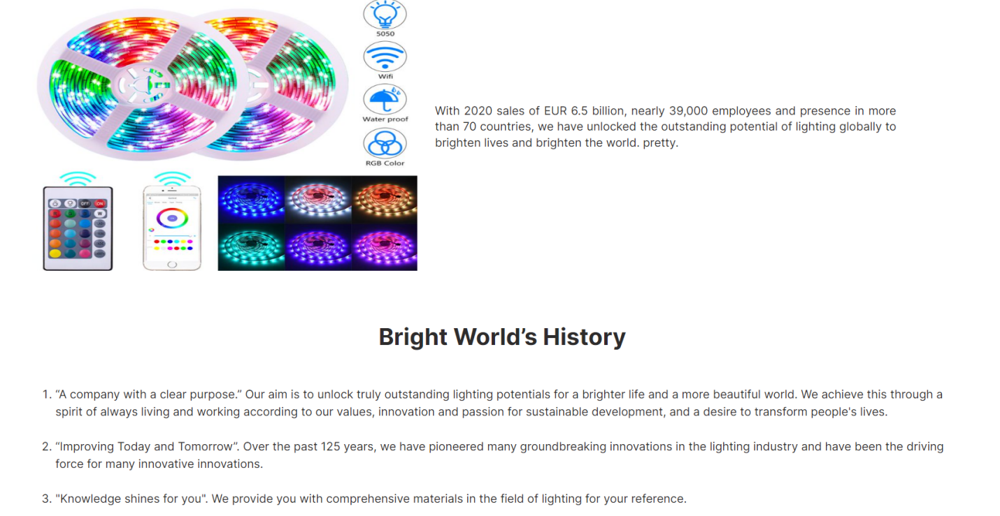 5050
Wifi
Water proof
RGB Color
OFF
ON
W
With 2020 sales of EUR 6.5 billion, nearly 39,000 employees and presence in more
than 70 countries, we have unlocked the outstanding potential of lighting globally to
brighten lives and brighten the world. pretty.
Bright World’s History
1. “A company with a clear purpose.” Our aim is to unlock truly outstanding lighting potentials for a brighter life and a more beautiful world. We achieve this through a
spirit of always living and working according to our values, innovation and passion for sustainable development, and a desire to transform people's lives.
2. “Improving Today and Tomorrow”. Over the past 125 years, we have pioneered many groundbreaking innovations in the lighting industry and have been the driving
force for many innovative innovations.
3. "Knowledge shines for you". We provide you with comprehensive materials in the field of lighting for your reference.